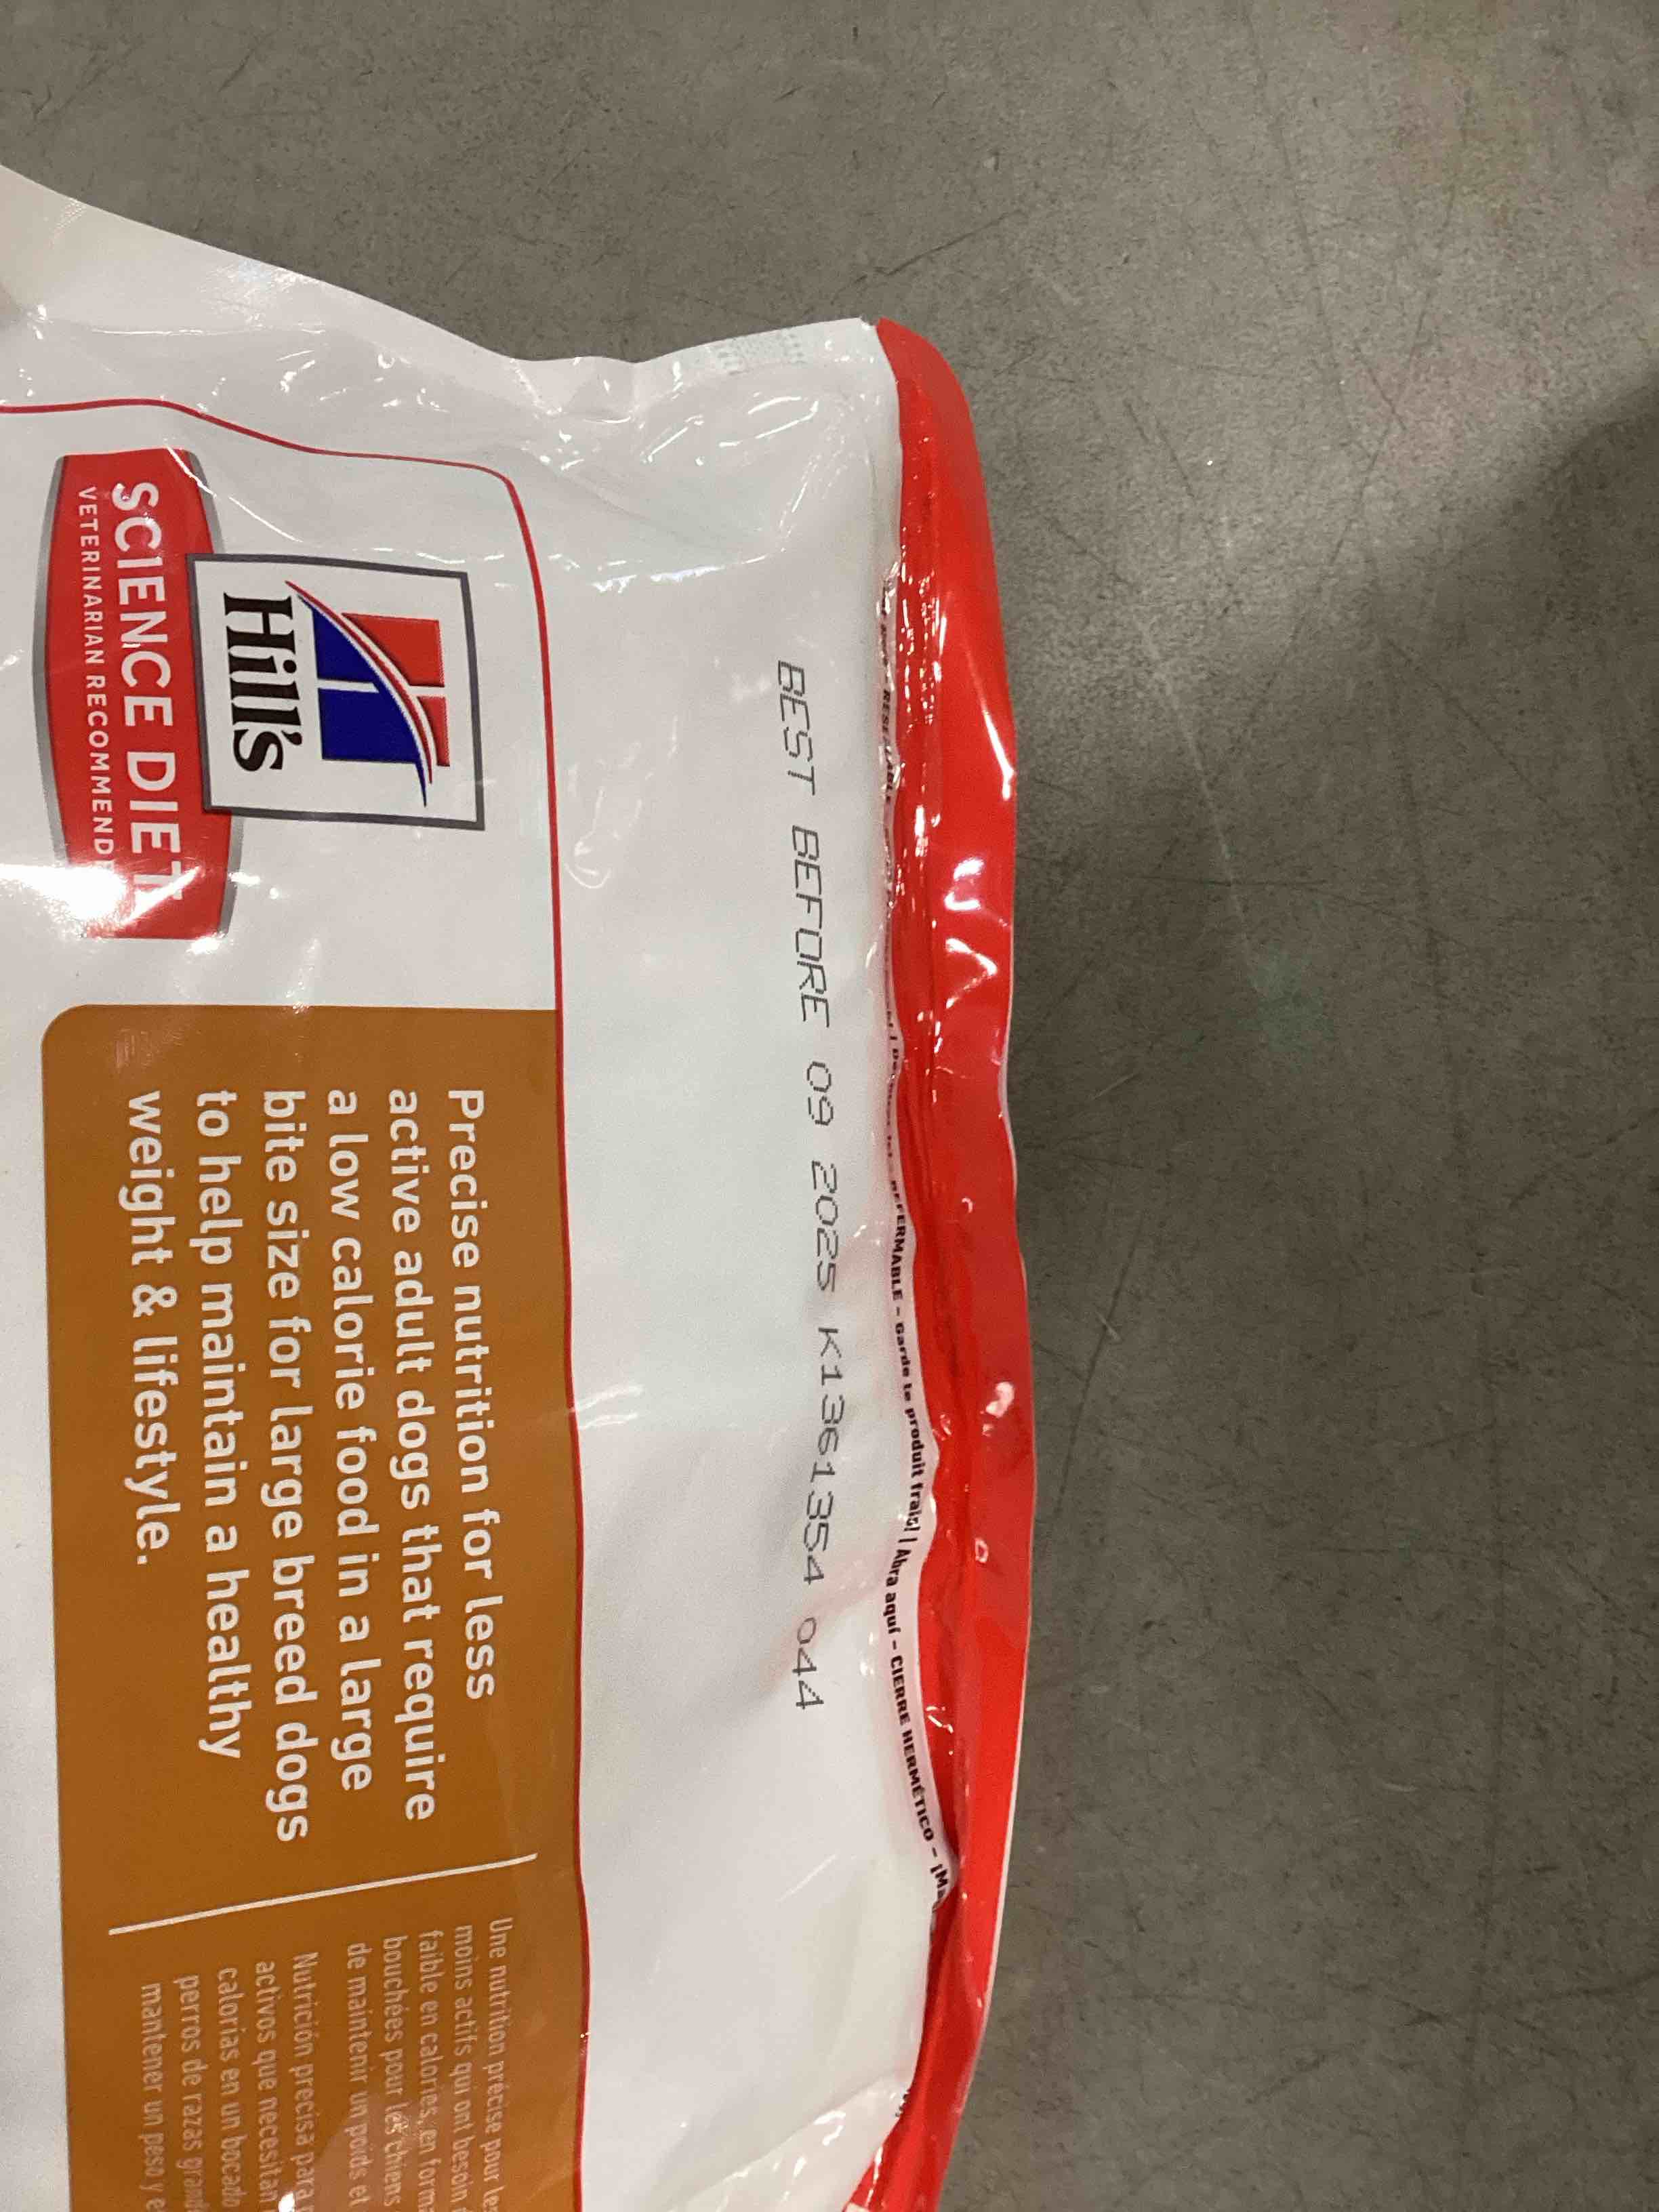 RESEALABLE
REFERMABLE - Garde le produit frais! | Abra aquí - CIERRE HERMÉTICO -
BEST BEFORE 09 2025 K1361354 044
Hill's
SCIENCE DIET
VETERINARIAN RECOMMEND
Precise nutrition for less
active adult dogs that require
a low calorie food in a large
bite size for large breed dogs
to help maintain a healthy
weight & lifestyle.
Une nutrition précise pour
moins actifs qui ont besoin
faible en calories, en
bouchées pour les chiens
de maintenir un poids et
Nutrición precisa para
activos que necesitan
calorías en un bocado
perros de razas
mantener un peso y